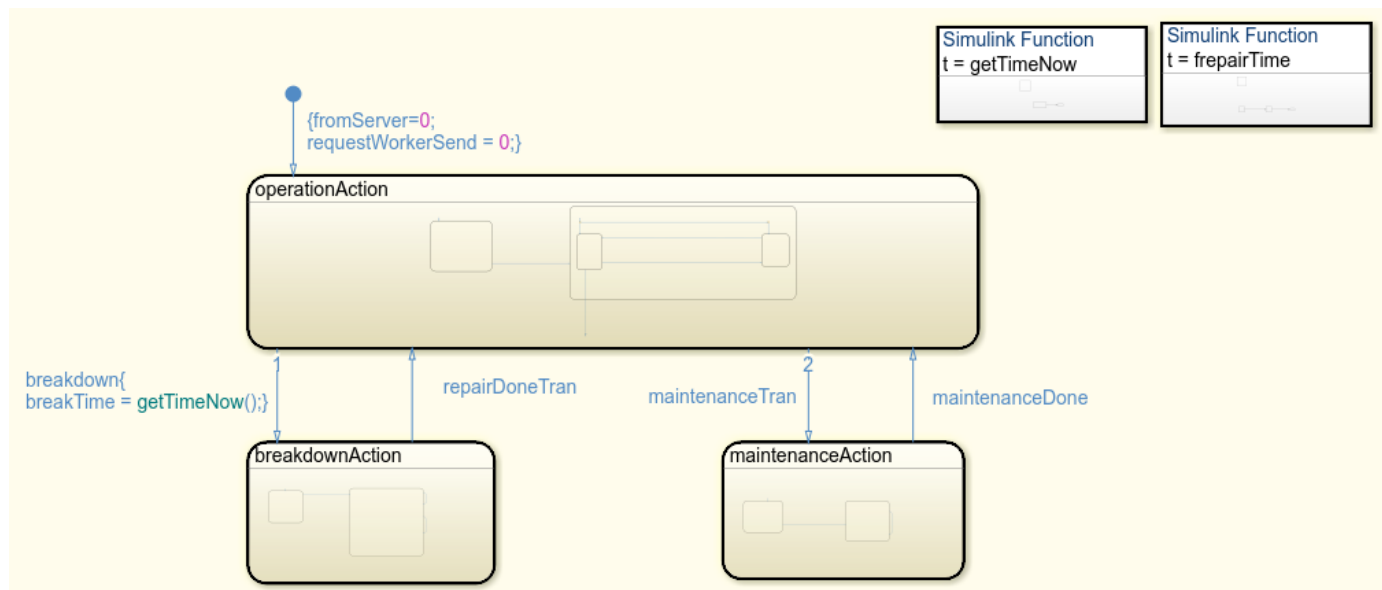 Simulink Function
t = getTimeNow
Simulink Function
t = frepairTime
{fromServer=0;
requestWorkerSend = 0;}
operationAction
1
2
breakdown{
breakTime = getTimeNow();}
repairDoneTran
maintenanceTran
maintenanceDone
breakdownAction
maintenanceAction